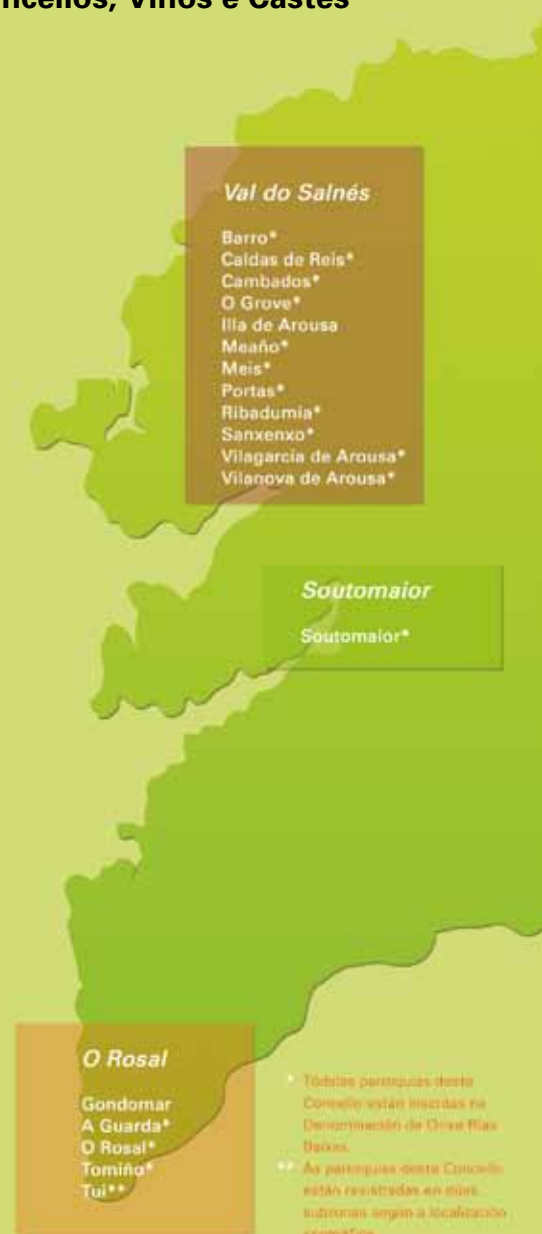 Viños e Castes
Val do Salnés
Barro*
Caldas de Reis*
Cambados*
O Grove*
Illa de Arousa
Meaño*
Meis*
Portas*
Ribadumia*
Sanxenxo*
Vilagarcía de Arousa*
Vilanova de Arousa*
Soutomaior
Soutomaior*
O Rosal
Gondomar
A Guarda*
O Rosal*
Tomiño*
Tui**
* Tódalas parroquias deste
Concello están inscritas na
Denominación de Orixe Rías
Baixas.
** As parroquias deste Concello
están rexistradas en dúas
subzonas segun a localización